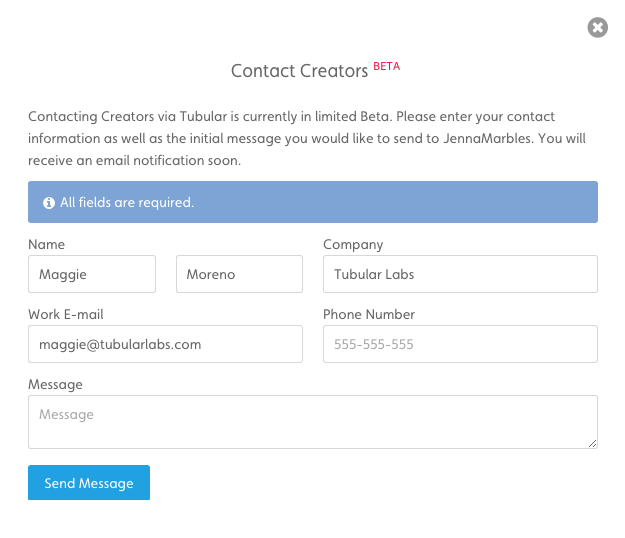 Contact Creators BETA
Contacting Creators via Tubular is currently in limited Beta. Please enter your contact
information as well as the initial message you would like to send to JennaMarbles. You will
receive an email notification soon.
All fields are required.
Name
Company
Maggie
Moreno
Tubular Labs
Work E-mail
Phone Number
maggie@tubularlabs.com
555-555-555
Message
Message
Send Message